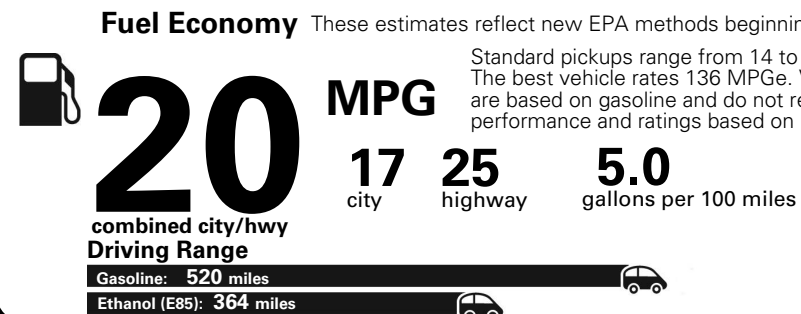 Fuel Economy These estimates reflect new EPA methods beginning
Standard pickups range from 14 to
The best vehicle rates 136 MPGe. V
are based on gasoline and do not re
performance and ratings based on
20 MPG
17 city 25 highway 5.0 gallons per 100 miles
combined city/hwy
Driving Range
Gasoline: 520 miles
Ethanol (E85): 364 miles